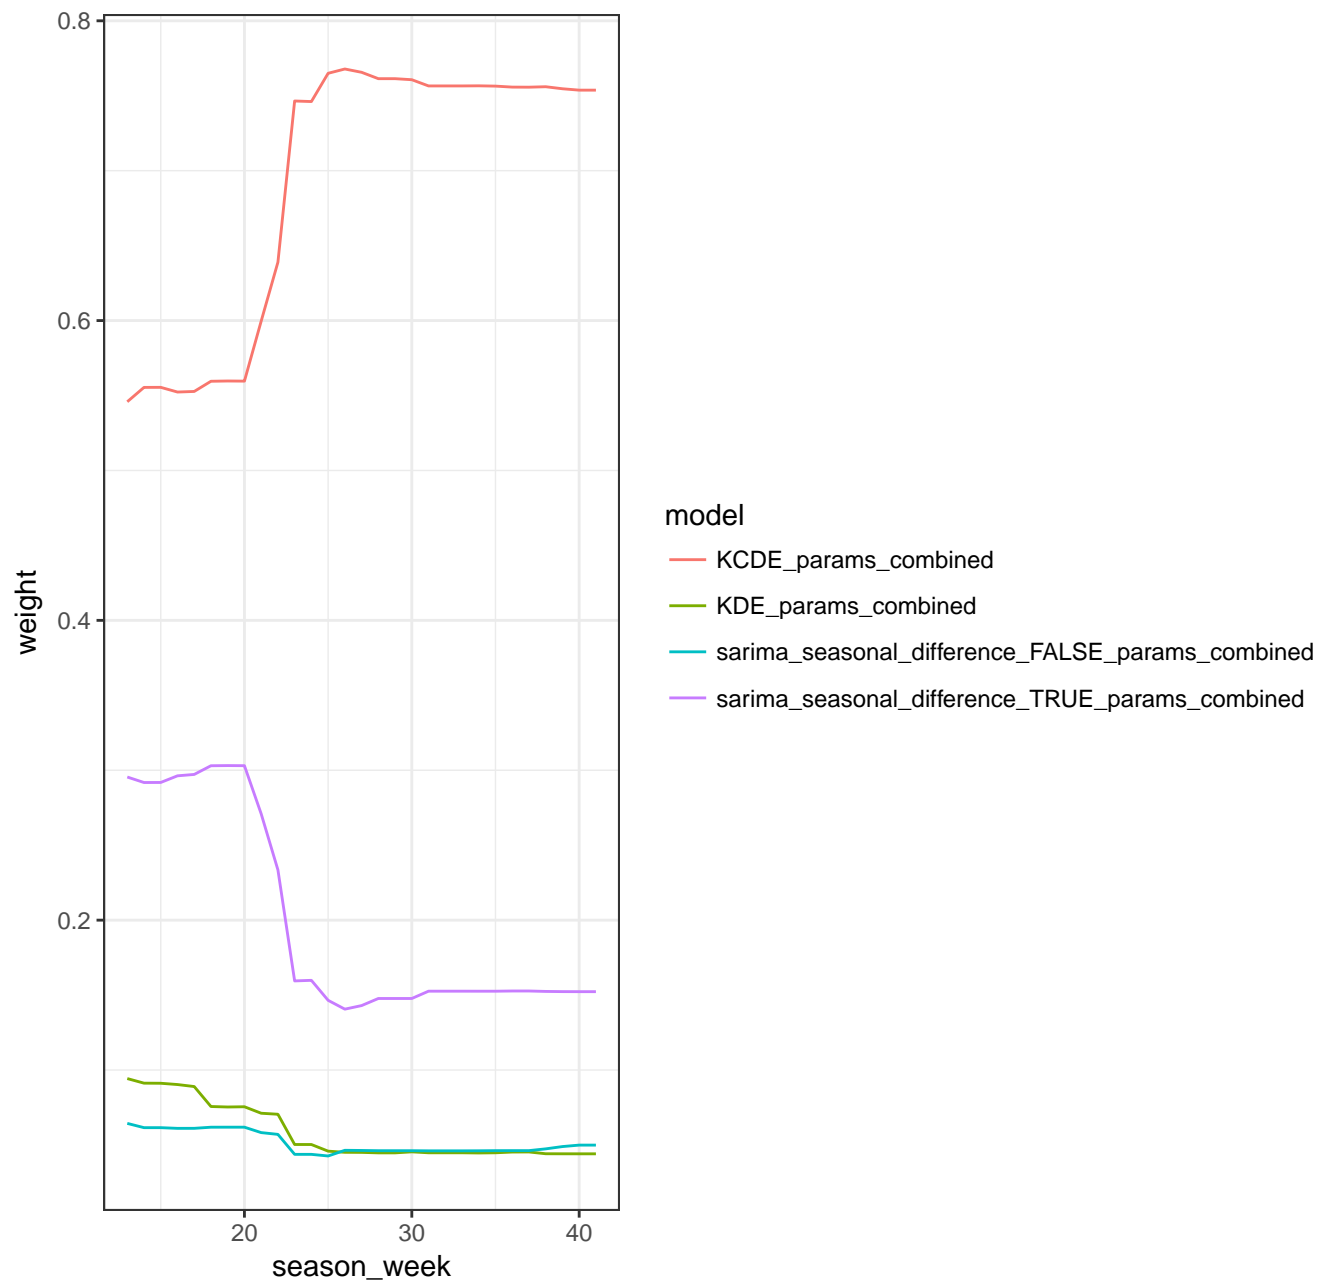 0.8
0.6
0.4
0.2
weight
20
30
40
season_week
model
KCDE_params_combined
KDE_params_combined
sarima_seasonal_difference_FALSE_params_combined
sarima_seasonal_difference_TRUE_params_combined